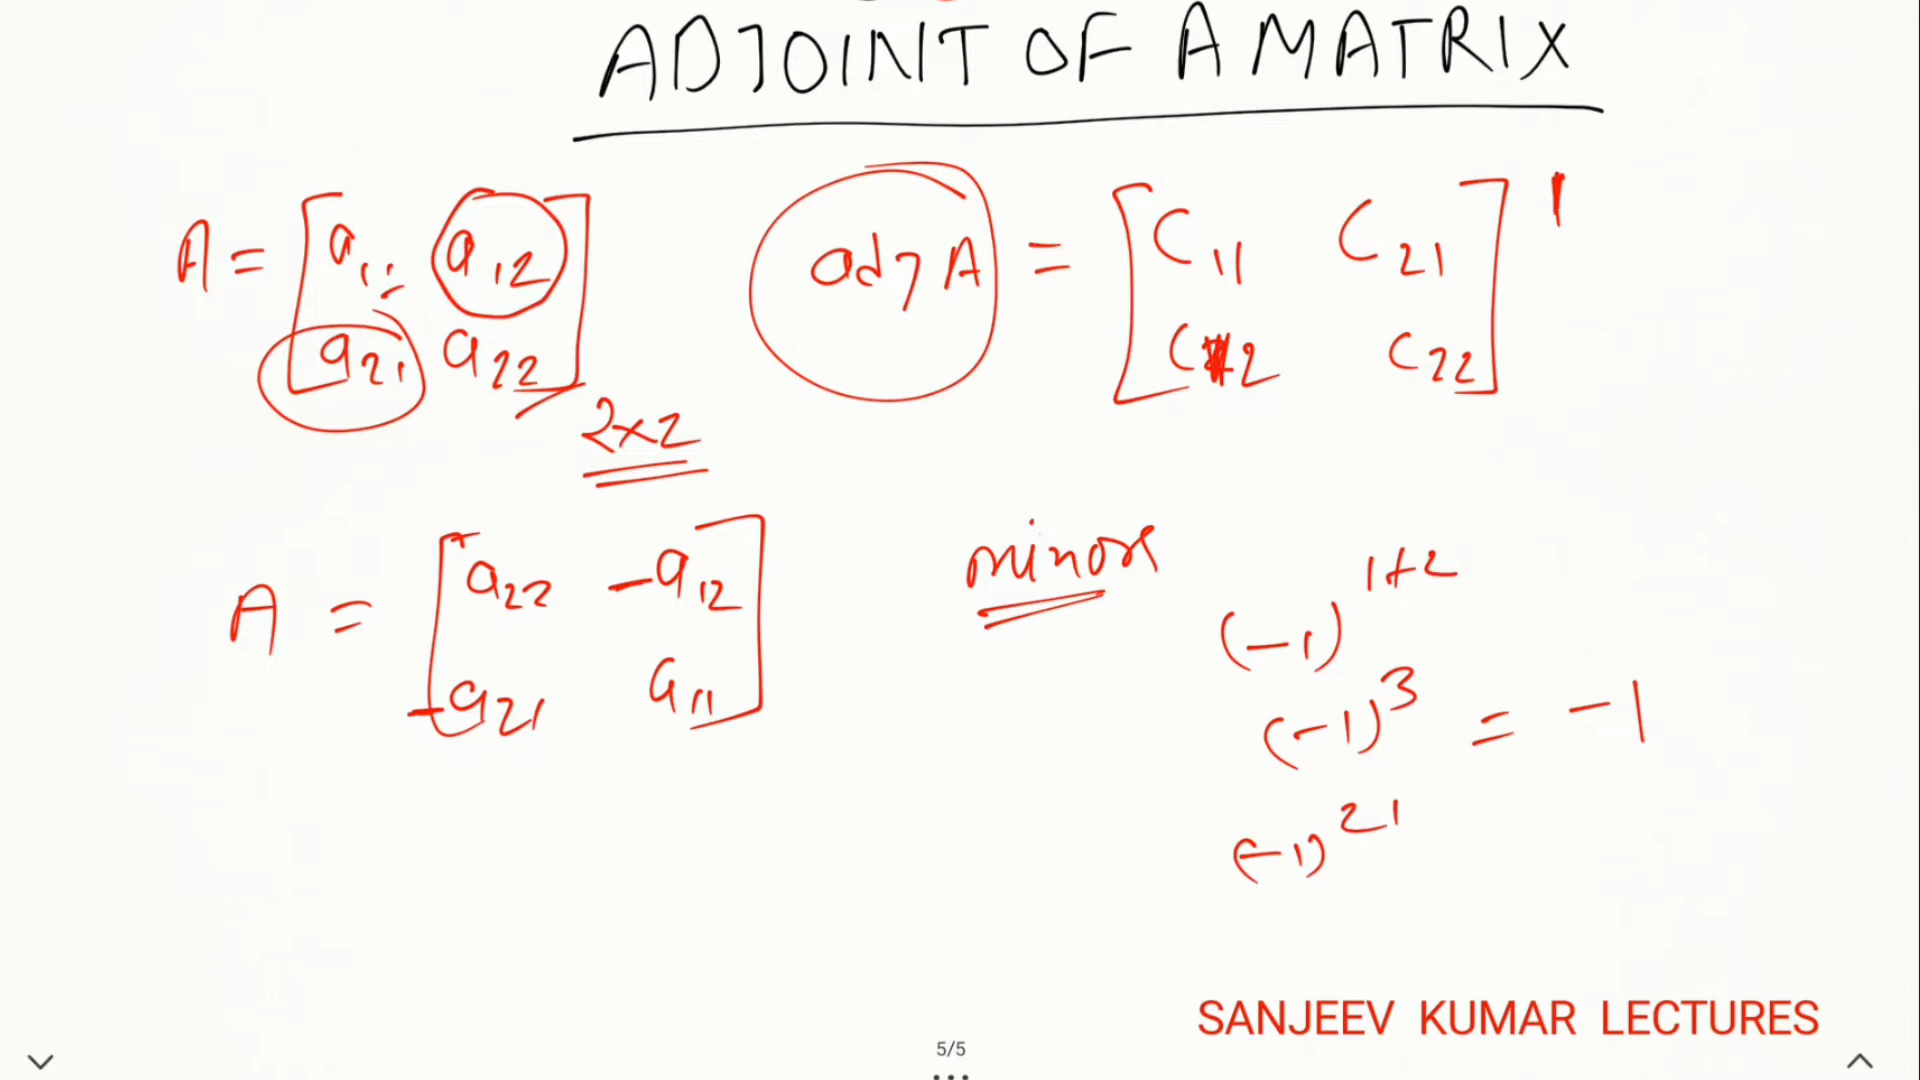 ADJOINT OF A MATRIX
A = [a11 a12
a21 a22]
2×2
adj A = [C11 C21
C12 C22]'
A = [+a22 -a12
-a21 a11]
minors
(-1)^1+2
(-1)^3 = -1
(-1)^21
SANJEEV KUMAR LECTURES
5/5